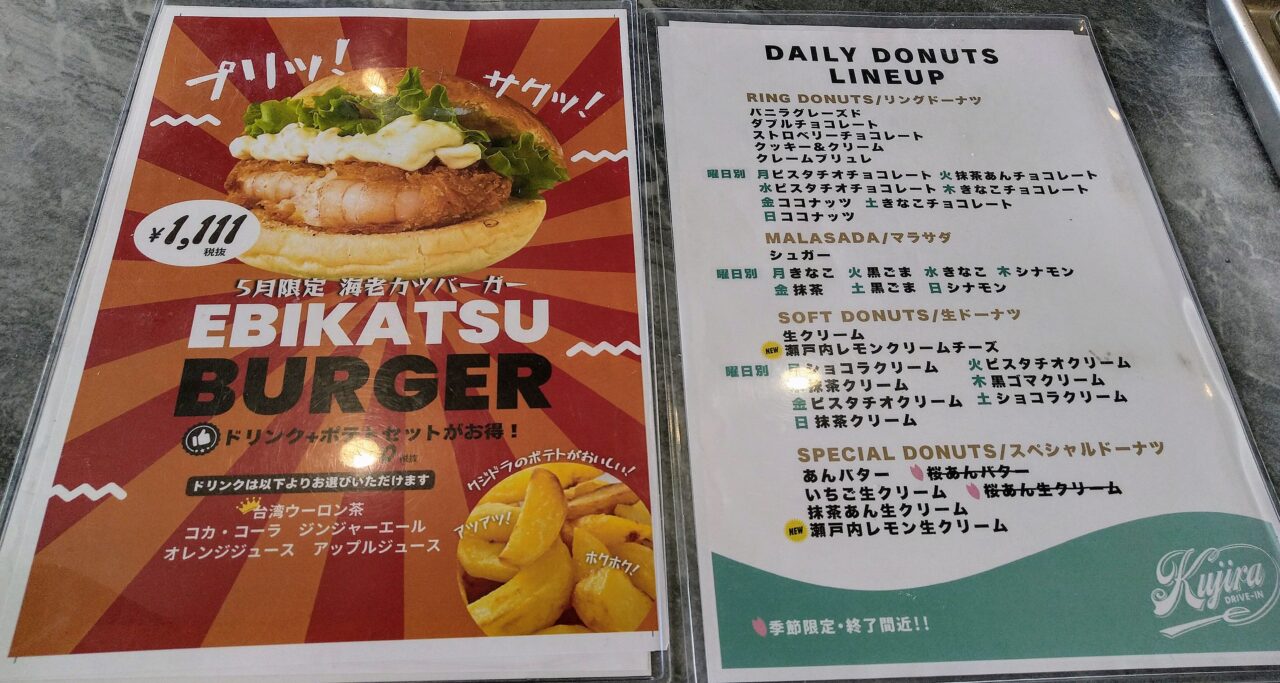 プリッ!
サクッ!
¥1,111
税抜
5月限定 海老カツバーガー
EBIKATSU
BURGER
ドリンク+ポテトセットがお得!
税抜
ドリンクは以下よりお選びいただけます
台湾ウーロン茶
コカ・コーラ ジンジャーエール
オレンジジュース アップルジュース
クジドラのポテトがおいしい!
アツアツ!
ホクホク!
DAILY DONUTS
LINEUP
RING DONUTS/リングドーナツ
バニラグレーズド
ダブルチョコレート
ストロベリーチョコレート
クッキー&クリーム
クレームブリュレ
曜日別 月ピスタチオチョコレート 火抹茶あんチョコレート
水ピスタチオチョコレート 木きなこチョコレート
金ココナッツ 土きなこチョコレート
日ココナッツ
MALASADA/マラサダ
シュガー
曜日別 月きなこ 火黒ごま 水きなこ 木シナモン
金抹茶 土黒ごま 日シナモン
SOFT DONUTS/生ドーナツ
生クリーム
NEW 瀬戸内レモンクリームチーズ
曜日別 ショコラクリーム 火ピスタチオクリーム
抹茶クリーム 木黒ゴマクリーム
金ピスタチオクリーム 土ショコラクリーム
日抹茶クリーム
SPECIAL DONUTS/スペシャルドーナツ
あんバター 桜あんバター
いちご生クリーム 桜あん生クリーム
抹茶あん生クリーム
NEW 瀬戸内レモン生クリーム
季節限定・終了間近!!
Kujira
DRIVE-IN